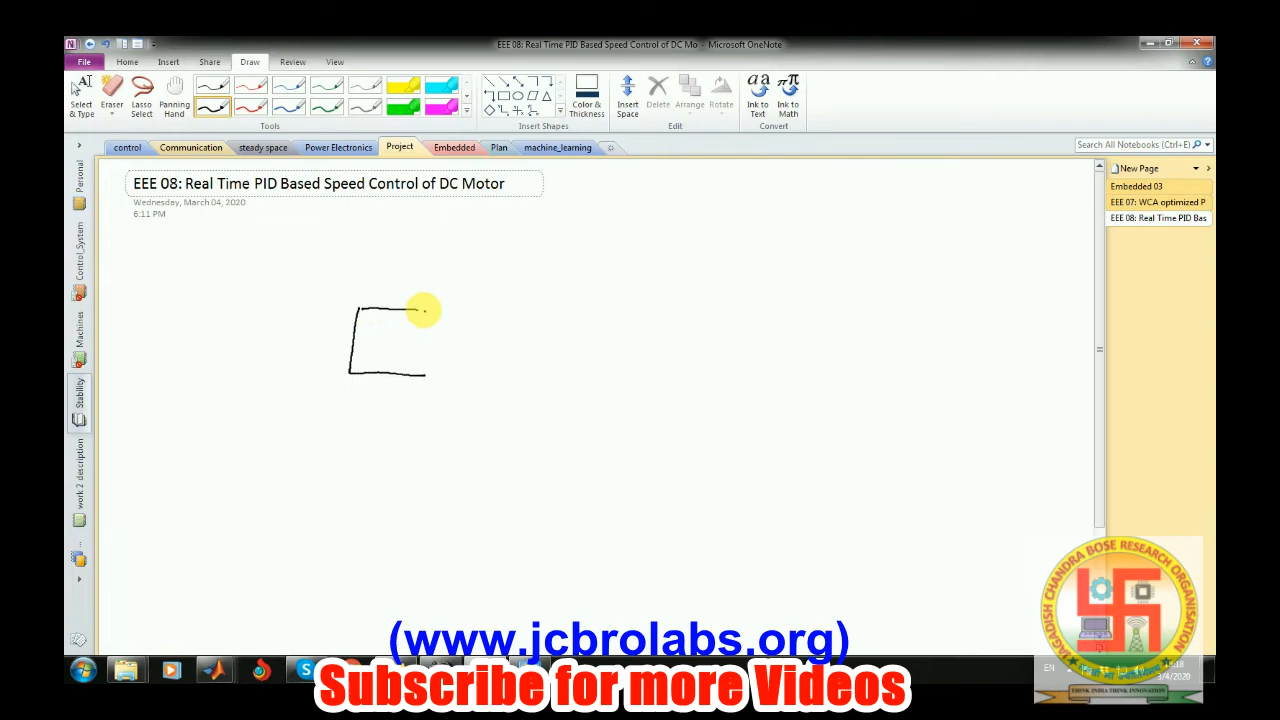 EEE 08: Real Time PID Based Speed Control of DC Mo - Microsoft OneNote
File Home Insert Share Draw Review View
Select & Type
Eraser
Lasso Select
Panning Hand
Color & Thickness
Insert Space
Delete
Arrange
Rotate
Ink to Text
Ink to Math
Tools
Insert Shapes
Edit
Convert
control Communication steady space Power Electronics Project Embedded Plan machine_learning
Search All Notebooks (Ctrl+E)
New Page
Embedded 03
EEE 07: WCA optimized P
EEE 08: Real Time PID Bas
Personal
Control_System
Machines
Stability
work 2 description
EEE 08: Real Time PID Based Speed Control of DC Motor
Wednesday, March 04, 2020
6:11 PM
JAGADISH CHANDRA BOSE RESEARCH ORGANISATION
THINK INDIA THINK INNOVATION
(www.jcbrolabs.org)
Subscribe for more Videos
EN
3/4/2020